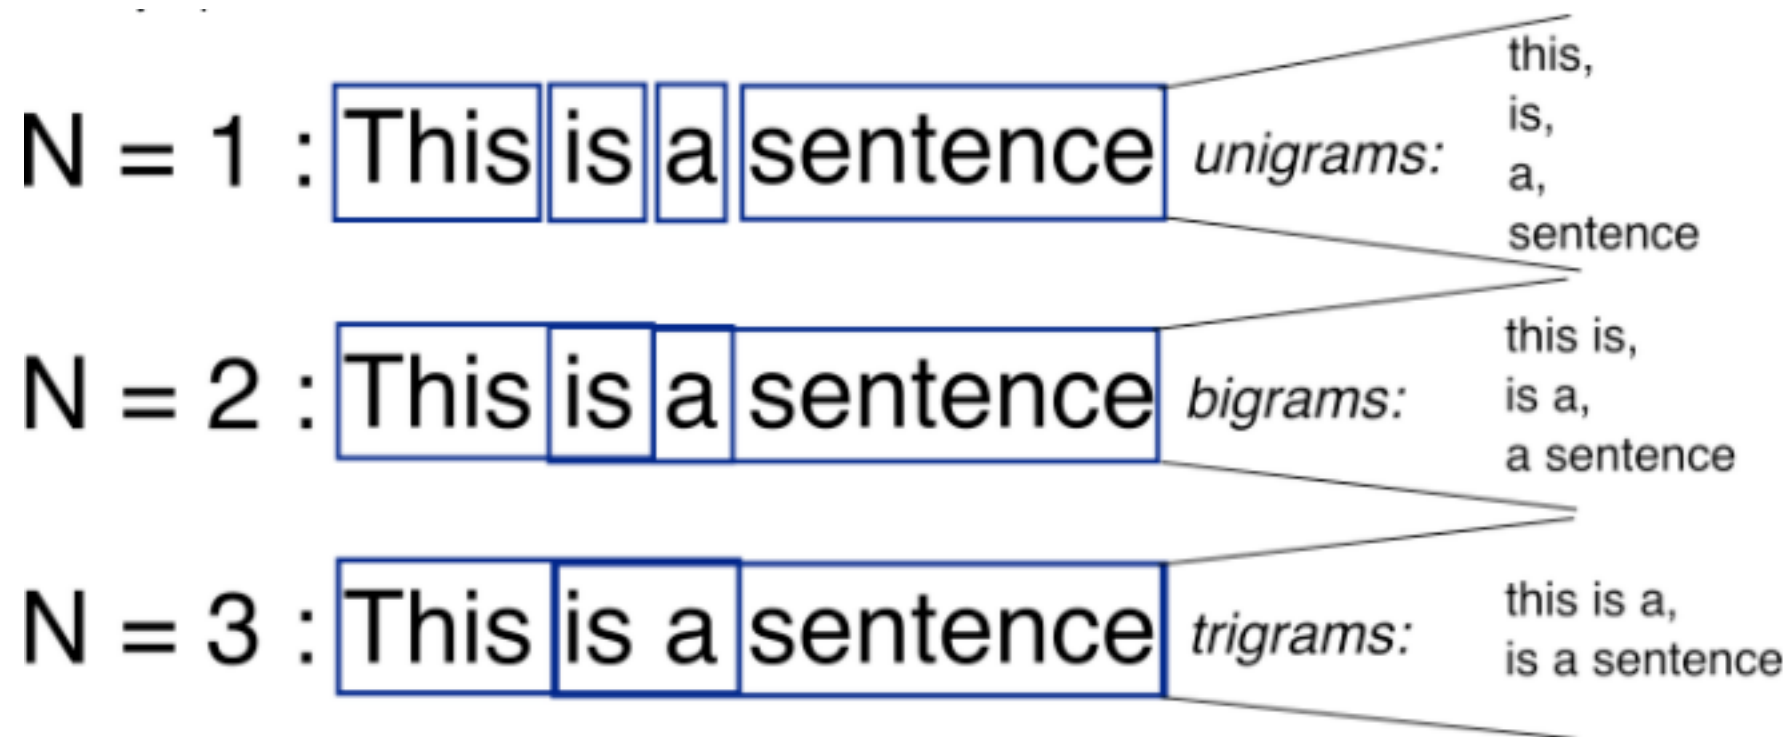 N = 1 : This is a sentence unigrams:
this,
is,
a,
sentence
N = 2 : This is a sentence bigrams:
this is,
is a,
a sentence
N = 3 : This is a sentence trigrams:
this is a,
is a sentence